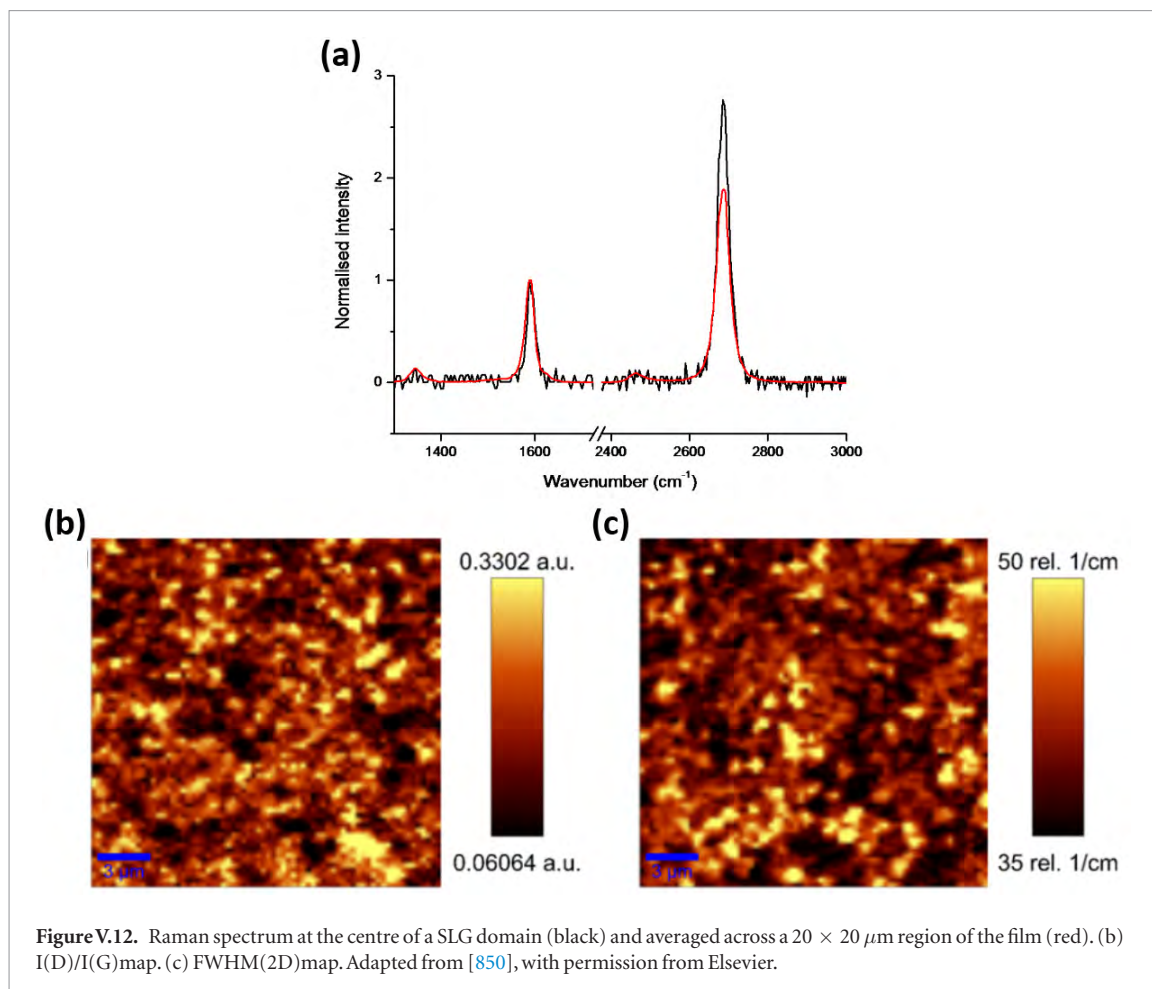 (a)
3
2
1
0
Normalised intensity
1400 1600 2400 2600 2800 3000
Wavenumber (cm⁻¹)
(b)
0.3302 a.u.
0.06064 a.u.
3 μm
(c)
50 rel. 1/cm
35 rel. 1/cm
3 μm
Figure V.12. Raman spectrum at the centre of a SLG domain (black) and averaged across a 20 × 20 μm region of the film (red). (b)
I(D)/I(G)map. (c) FWHM(2D)map. Adapted from [850], with permission from Elsevier.